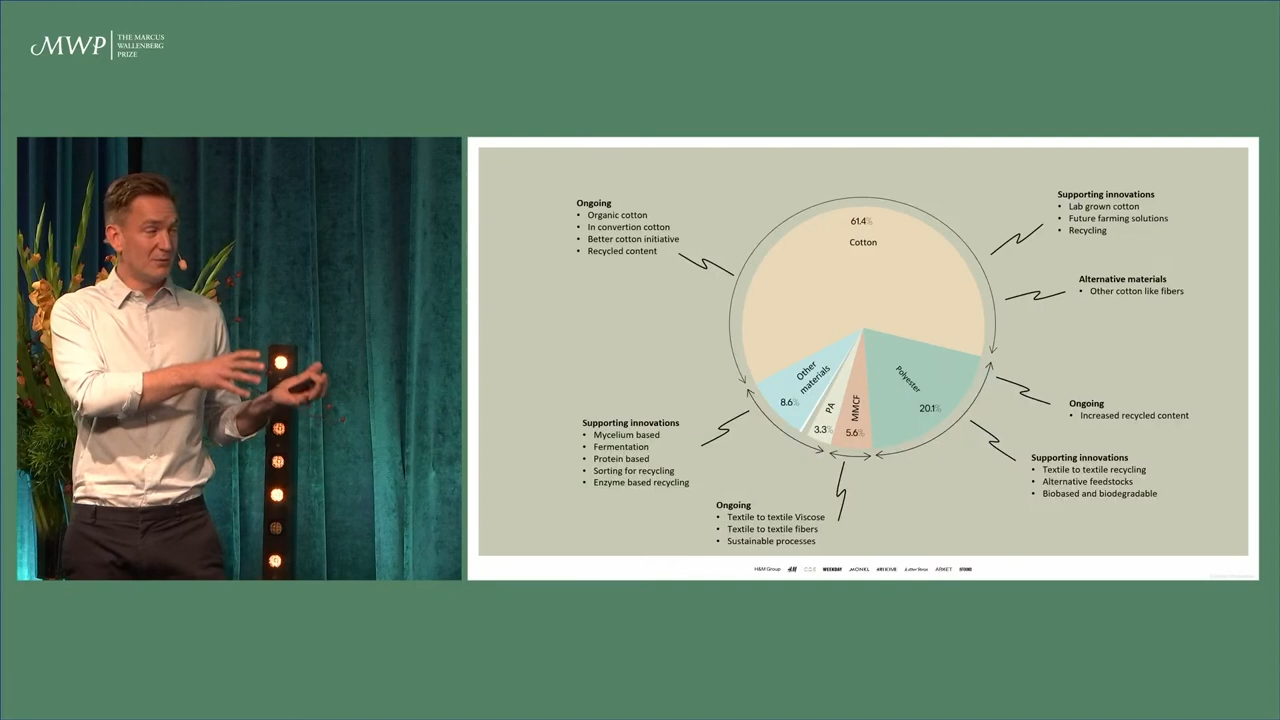 MWP
THE MARCUS
WALLENBERG
PRIZE
Ongoing
• Organic cotton
• In convertion cotton
• Better cotton initiative
• Recycled content
61.4%
Cotton
Supporting innovations
• Lab grown cotton
• Future farming solutions
• Recycling
Alternative materials
• Other cotton like fibers
Other
materials
8.6%
PA
3.3%
MMCF
5.6%
Polyester
20.1%
Ongoing
• Increased recycled content
Supporting innovations
• Textile to textile recycling
• Alternative feedstocks
• Biobased and biodegradable
Supporting innovations
• Mycelium based
• Fermentation
• Protein based
• Sorting for recycling
• Enzyme based recycling
Ongoing
• Textile to textile Viscose
• Textile to textile fibers
• Sustainable processes
H&M Group H&M COS WEEKDAY MONKI & Other Stories ARKET